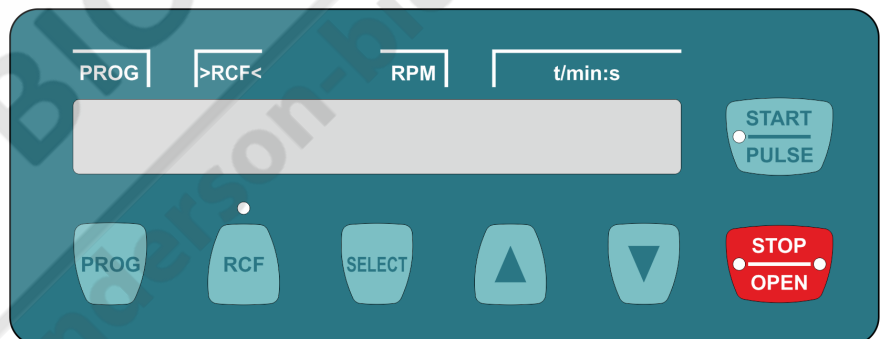 PROG >RCF< RPM t/min:s
START
PULSE
PROG RCF SELECT
STOP
OPEN